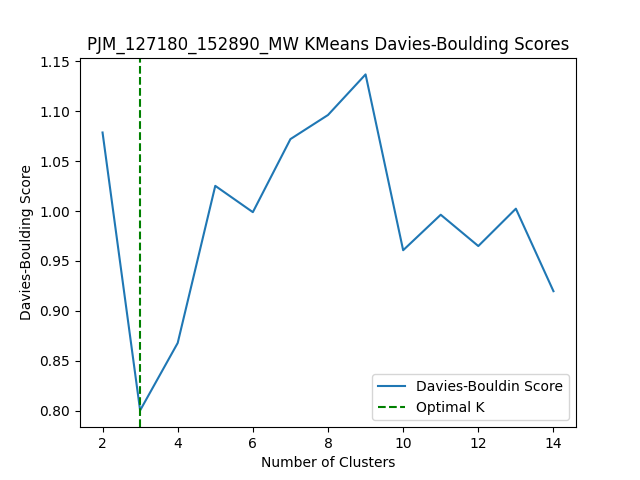 PJM_127180_152890_MW KMeans Davies-Boulding Scores
1.15
1.10
1.05
1.00
0.95
0.90
0.85
0.80
Davies-Boulding Score
Davies-Bouldin Score
Optimal K
2 4 6 8 10 12 14
Number of Clusters